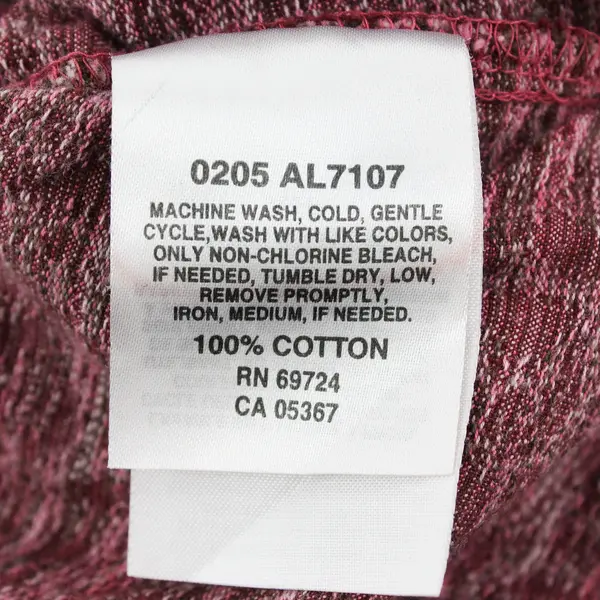 0205 AL7107
MACHINE WASH, COLD, GENTLE
CYCLE,WASH WITH LIKE COLORS,
ONLY NON-CHLORINE BLEACH,
IF NEEDED, TUMBLE DRY, LOW,
REMOVE PROMPTLY,
IRON, MEDIUM, IF NEEDED.
100% COTTON
RN 69724
CA 05367